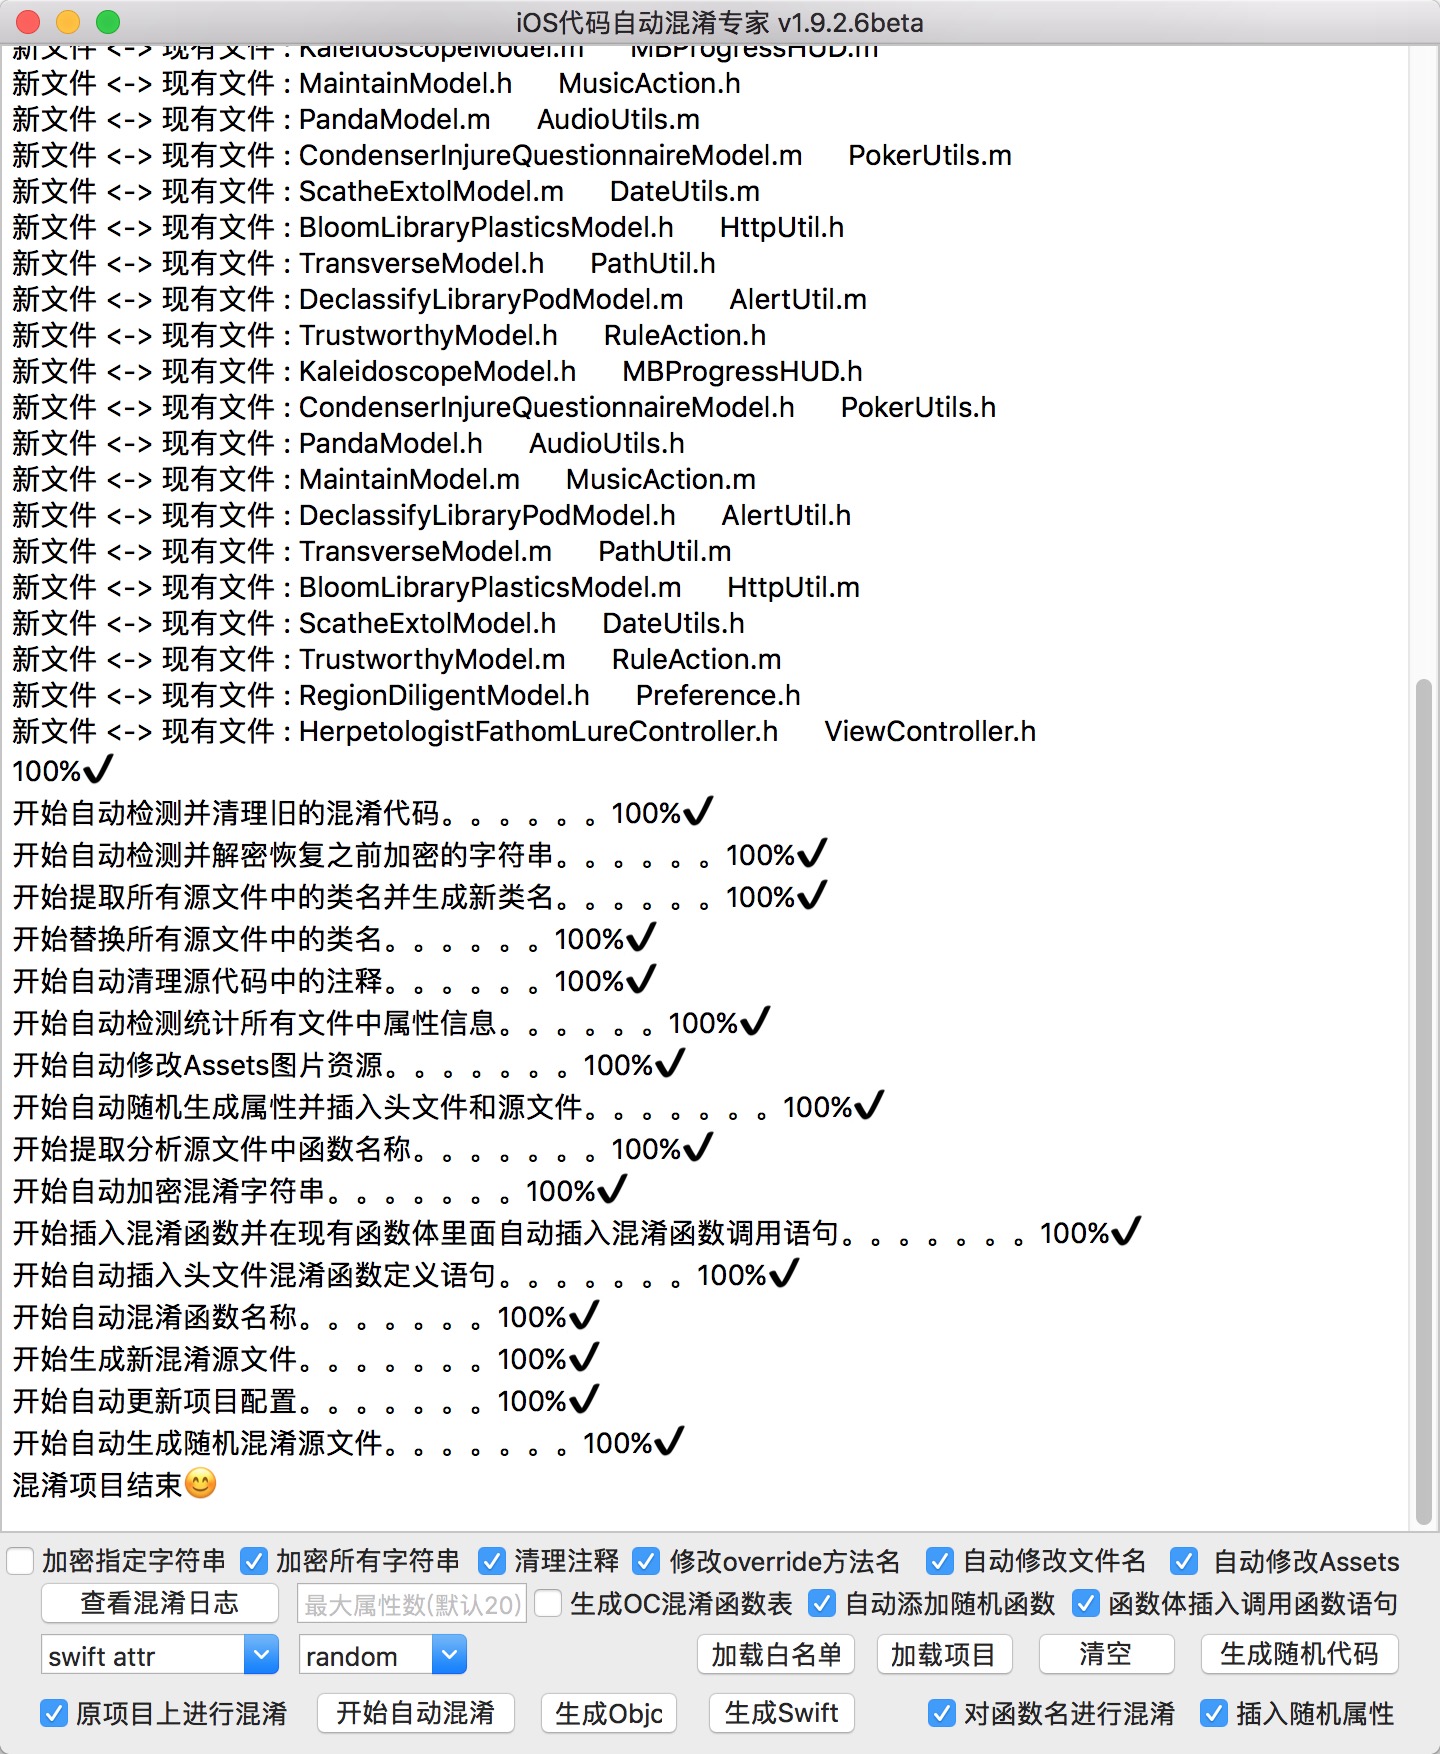 iOS代码自动混淆专家 v1.9.2.6beta
新文件 <-> 现有文件 : KaleidoscopeModel.m MBProgressHUD.m
新文件 <-> 现有文件 : MaintainModel.h MusicAction.h
新文件 <-> 现有文件 : PandaModel.m AudioUtils.m
新文件 <-> 现有文件 : CondenserInjureQuestionnaireModel.m PokerUtils.m
新文件 <-> 现有文件 : ScatheExtolModel.m DateUtils.m
新文件 <-> 现有文件 : BloomLibraryPlasticsModel.h HttpUtil.h
新文件 <-> 现有文件 : TransverseModel.h PathUtil.h
新文件 <-> 现有文件 : DeclassifyLibraryPodModel.m AlertUtil.m
新文件 <-> 现有文件 : TrustworthyModel.h RuleAction.h
新文件 <-> 现有文件 : KaleidoscopeModel.h MBProgressHUD.h
新文件 <-> 现有文件 : CondenserInjureQuestionnaireModel.h PokerUtils.h
新文件 <-> 现有文件 : PandaModel.h AudioUtils.h
新文件 <-> 现有文件 : MaintainModel.m MusicAction.m
新文件 <-> 现有文件 : DeclassifyLibraryPodModel.h AlertUtil.h
新文件 <-> 现有文件 : TransverseModel.m PathUtil.m
新文件 <-> 现有文件 : BloomLibraryPlasticsModel.m HttpUtil.m
新文件 <-> 现有文件 : ScatheExtolModel.h DateUtils.h
新文件 <-> 现有文件 : TrustworthyModel.m RuleAction.m
新文件 <-> 现有文件 : RegionDiligentModel.h Preference.h
新文件 <-> 现有文件 : HerpetologistFathomLureController.h ViewController.h
100%✔
开始自动检测并清理旧的混淆代码。。。。。。100%✔
开始自动检测并解密恢复之前加密的字符串。。。。。。100%✔
开始提取所有源文件中的类名并生成新类名。。。。。。100%✔
开始替换所有源文件中的类名。。。。。。100%✔
开始自动清理源代码中的注释。。。。。。100%✔
开始自动检测统计所有文件中属性信息。。。。。。100%✔
开始自动修改Assets图片资源。。。。。。。100%✔
开始自动随机生成属性并插入头文件和源文件。。。。。。。100%✔
开始提取分析源文件中函数名称。。。。。。。100%✔
开始自动加密混淆字符串。。。。。。。100%✔
开始插入混淆函数并在现有函数体里面自动插入混淆函数调用语句。。。。。。。100%✔
开始自动插入头文件混淆函数定义语句。。。。。。。100%✔
开始自动混淆函数名称。。。。。。。100%✔
开始生成新混淆源文件。。。。。。。100%✔
开始自动更新项目配置。。。。。。。100%✔
开始自动生成随机混淆源文件。。。。。。。100%✔
混淆项目结束😊
加密指定字符串 加密所有字符串 清理注释 修改override方法名 自动修改文件名 自动修改Assets
查看混淆日志 最大属性数(默认20) 生成OC混淆函数表 自动添加随机函数 函数体插入调用函数语句
swift attr random 加载白名单 加载项目 清空 生成随机代码
原项目上进行混淆 开始自动混淆 生成Objc 生成Swift 对函数名进行混淆 插入随机属性